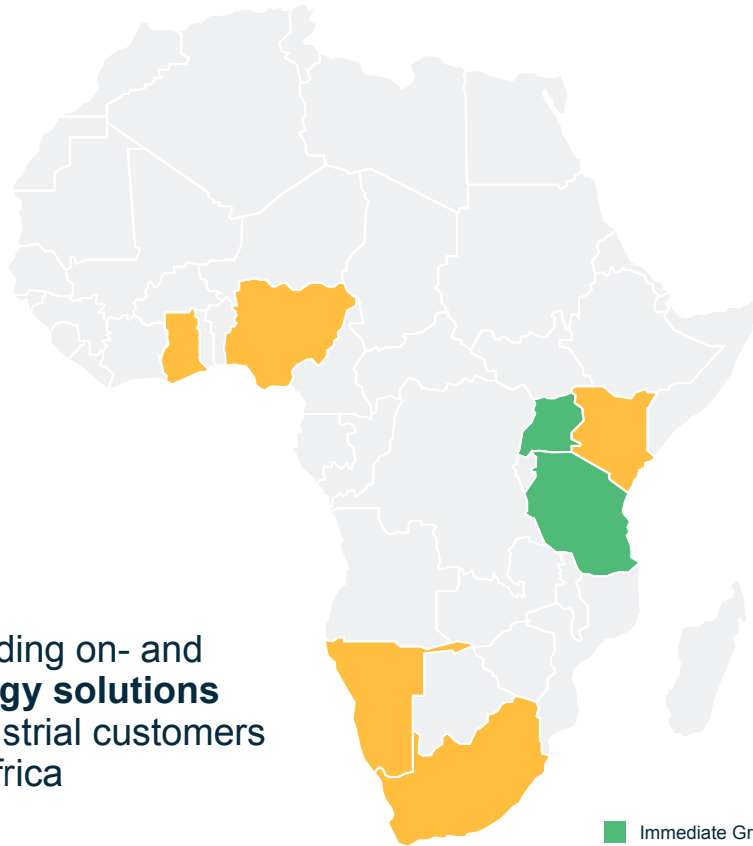 ding on- and
gy solutions
strial customers
frica
Immediate Gr